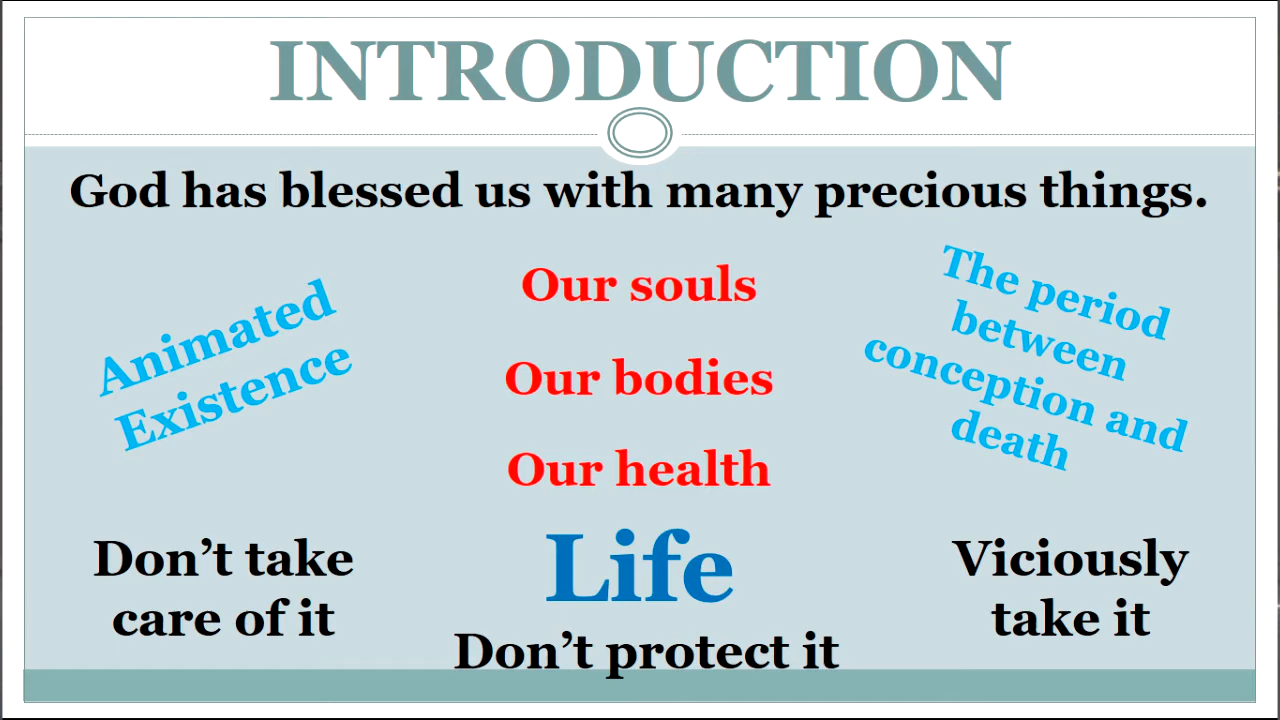 INTRODUCTION
God has blessed us with many precious things.
Animated
Existence
Our souls
Our bodies
Our health
The period
between
conception and
death
Don’t take
care of it
Life
Don’t protect it
Viciously
take it